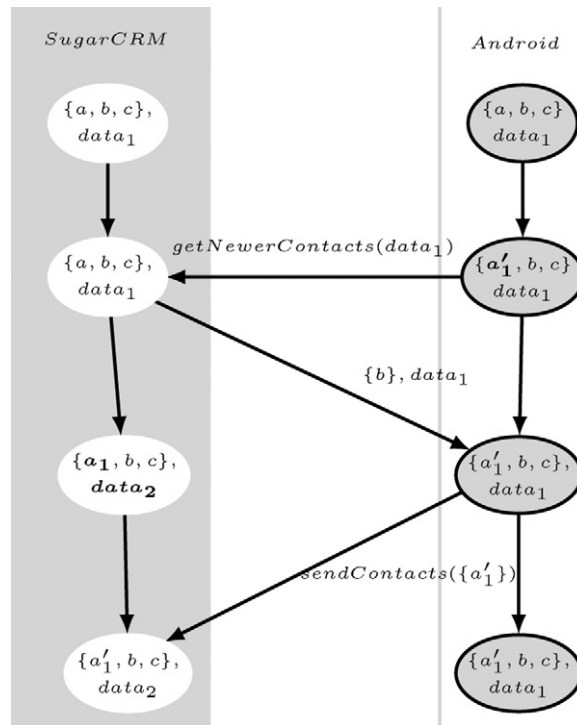 SugarCRM
Android
{a, b, c},
data₁
{a, b, c}
data₁
getNewerContacts(data₁)
{a, b, c},
data₁
{a′₁, b, c}
data₁
{b}, data₁
{a₁, b, c},
data₂
{a′₁, b, c},
data₁
sendContacts({a′₁})
{a′₁, b, c},
data₂
{a′₁, b, c},
data₁